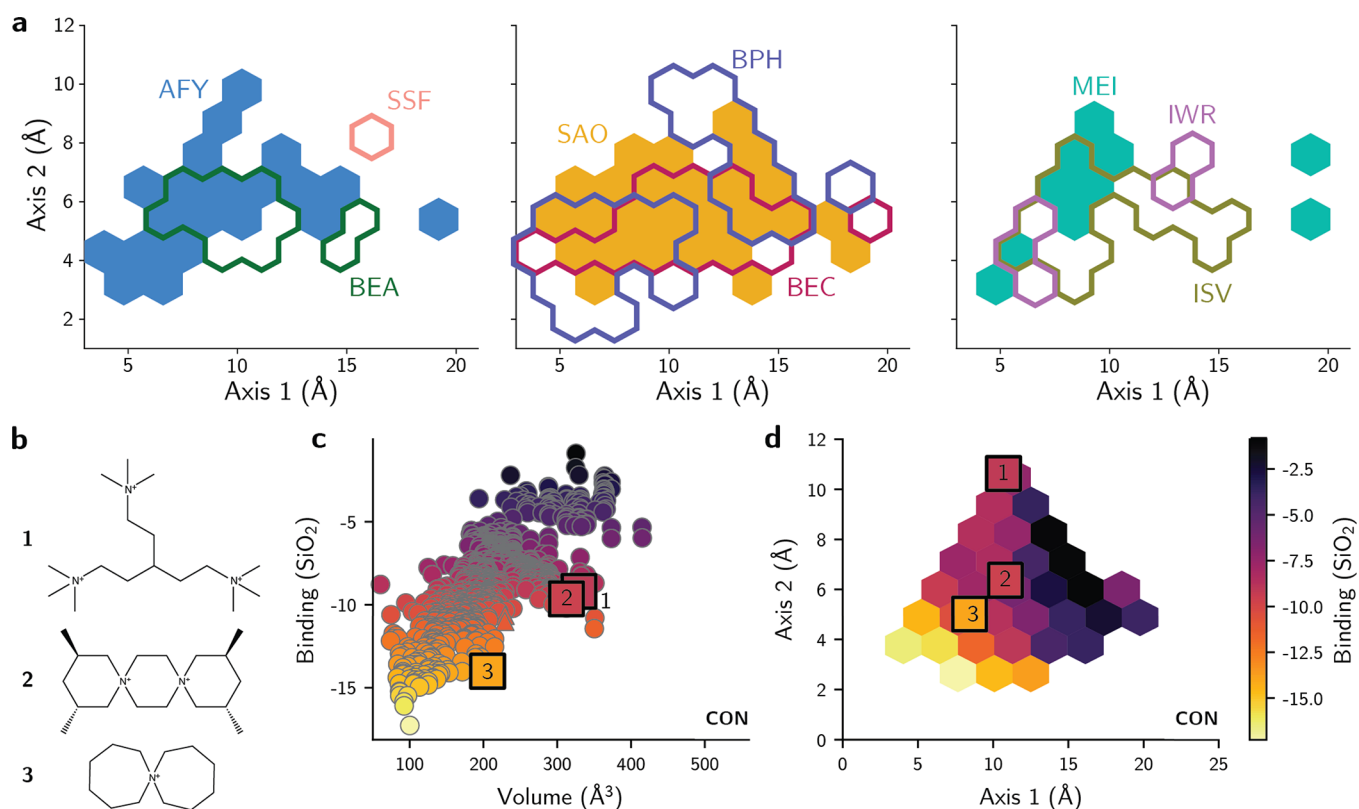 a
12
10
8
6
4
2
Axis 2 (Å)
AFY
SSF
BEA
5
10
15
20
Axis 1 (Å)
BPH
SAO
BEC
5
10
15
20
Axis 1 (Å)
MEI
IWR
ISV
5
10
15
20
Axis 1 (Å)
b
1
N⁺
N⁺
N⁺
2
N⁺
N⁺
3
N⁺
c
Binding (SiO₂)
-5
-10
-15
2
1
3
CON
100
200
300
400
500
Volume (Å³)
d
Axis 2 (Å)
12
10
8
6
4
2
0
1
2
3
CON
0
5
10
15
20
25
Axis 1 (Å)
-2.5
-5.0
-7.5
-10.0
-12.5
-15.0
Binding (SiO₂)